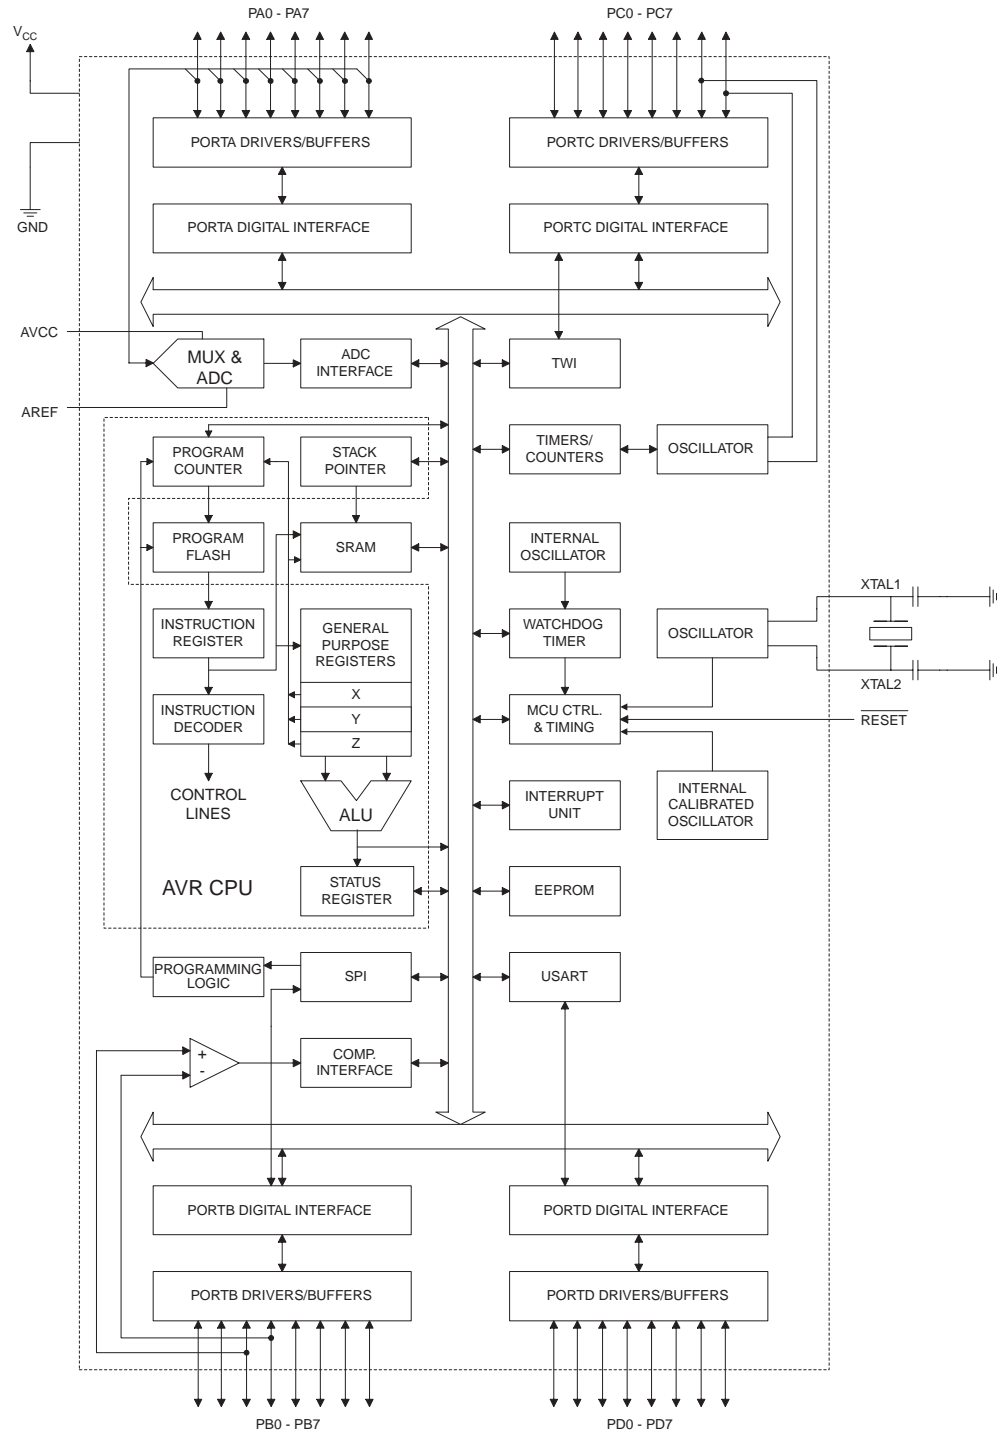 PA0 - PA7
PC0 - PC7
VCC
PORTA DRIVERS/BUFFERS
PORTC DRIVERS/BUFFERS
GND
PORTA DIGITAL INTERFACE
PORTC DIGITAL INTERFACE
AVCC
MUX &
ADC
ADC
INTERFACE
TWI
AREF
PROGRAM
COUNTER
STACK
POINTER
TIMERS/
COUNTERS
OSCILLATOR
PROGRAM
FLASH
SRAM
INTERNAL
OSCILLATOR
XTAL1
INSTRUCTION
REGISTER
GENERAL
PURPOSE
REGISTERS
WATCHDOG
TIMER
OSCILLATOR
XTAL2
X
INSTRUCTION
DECODER
Y
MCU CTRL.
& TIMING
RESET
Z
CONTROL
LINES
ALU
INTERRUPT
UNIT
INTERNAL
CALIBRATED
OSCILLATOR
AVR CPU
STATUS
REGISTER
EEPROM
PROGRAMMING
LOGIC
SPI
USART
+
-
COMP.
INTERFACE
PORTB DIGITAL INTERFACE
PORTD DIGITAL INTERFACE
PORTB DRIVERS/BUFFERS
PORTD DRIVERS/BUFFERS
PB0 - PB7
PD0 - PD7